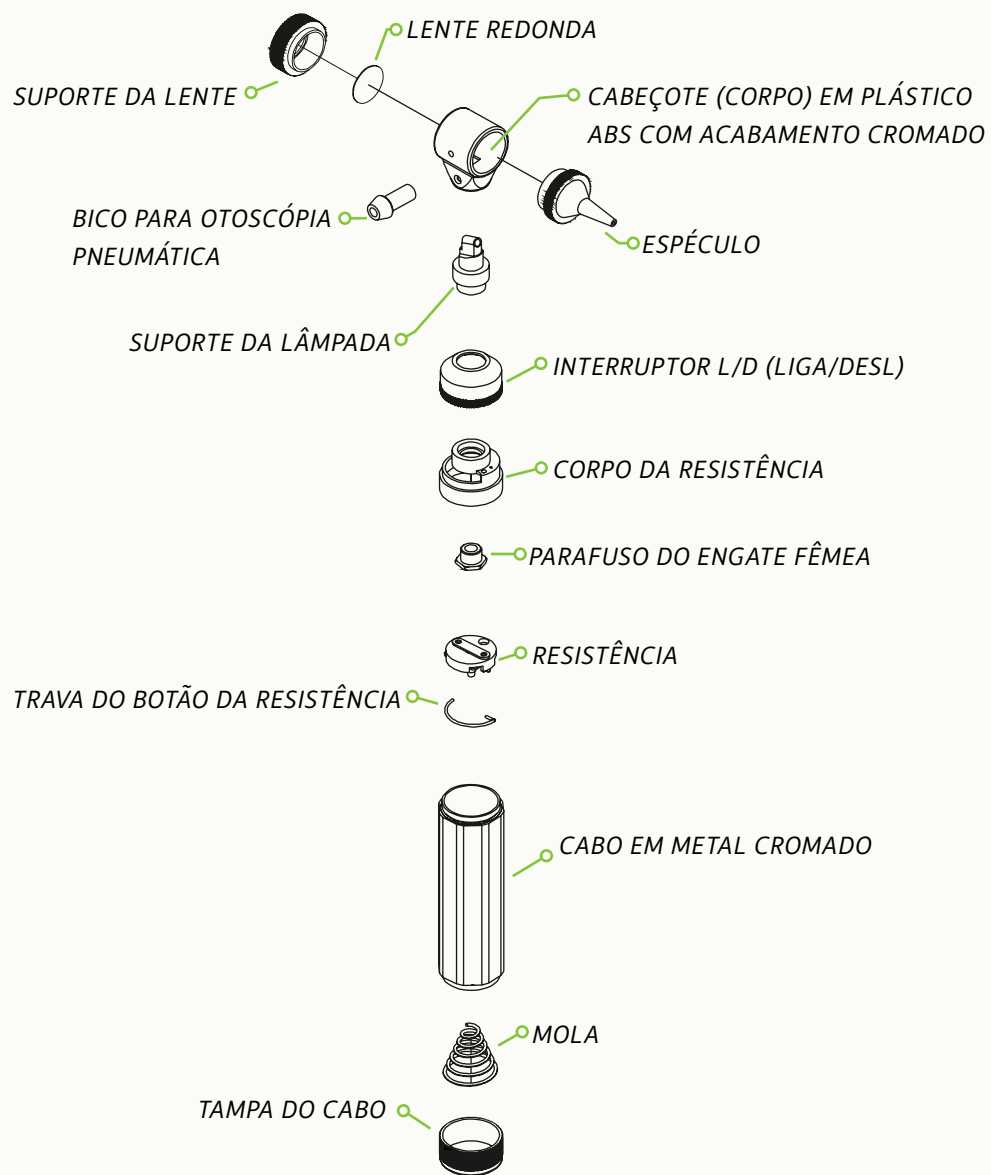 LENTE REDONDA
SUPORTE DA LENTE
CABEÇOTE (CORPO) EM PLÁSTICO
ABS COM ACABAMENTO CROMADO
BICO PARA OTOSCÓPIA
PNEUMÁTICA
ESPÉCULO
SUPORTE DA LÂMPADA
INTERRUPTOR L/D (LIGA/DESL)
CORPO DA RESISTÊNCIA
PARAFUSO DO ENGATE FÊMEA
RESISTÊNCIA
TRAVA DO BOTÃO DA RESISTÊNCIA
CABO EM METAL CROMADO
MOLA
TAMPA DO CABO